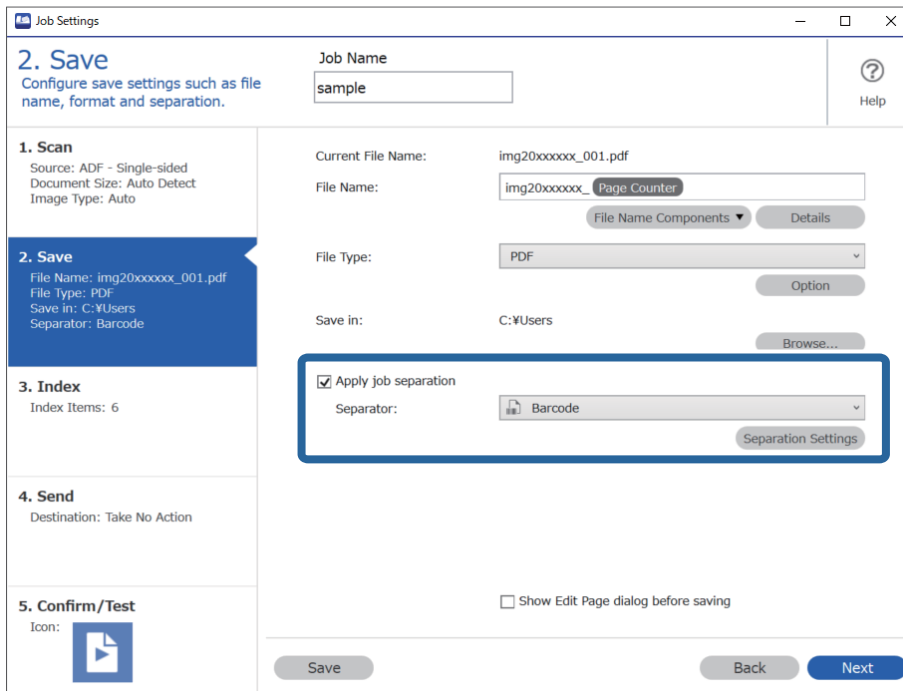 Job Settings
2. Save
Configure save settings such as file
name, format and separation.
Job Name
sample
?
Help
1. Scan
Source: ADF - Single-sided
Document Size: Auto Detect
Image Type: Auto
2. Save
File Name: img20xxxxxx_001.pdf
File Type: PDF
Save in: C:¥Users
Separator: Barcode
3. Index
Index Items: 6
4. Send
Destination: Take No Action
5. Confirm/Test
Icon:
Current File Name: img20xxxxxx_001.pdf
File Name: img20xxxxxx_ Page Counter
File Name Components ▼ Details
File Type: PDF
Option
Save in: C:¥Users
Browse...
Apply job separation
Separator: Barcode
Separation Settings
Show Edit Page dialog before saving
Save Back Next